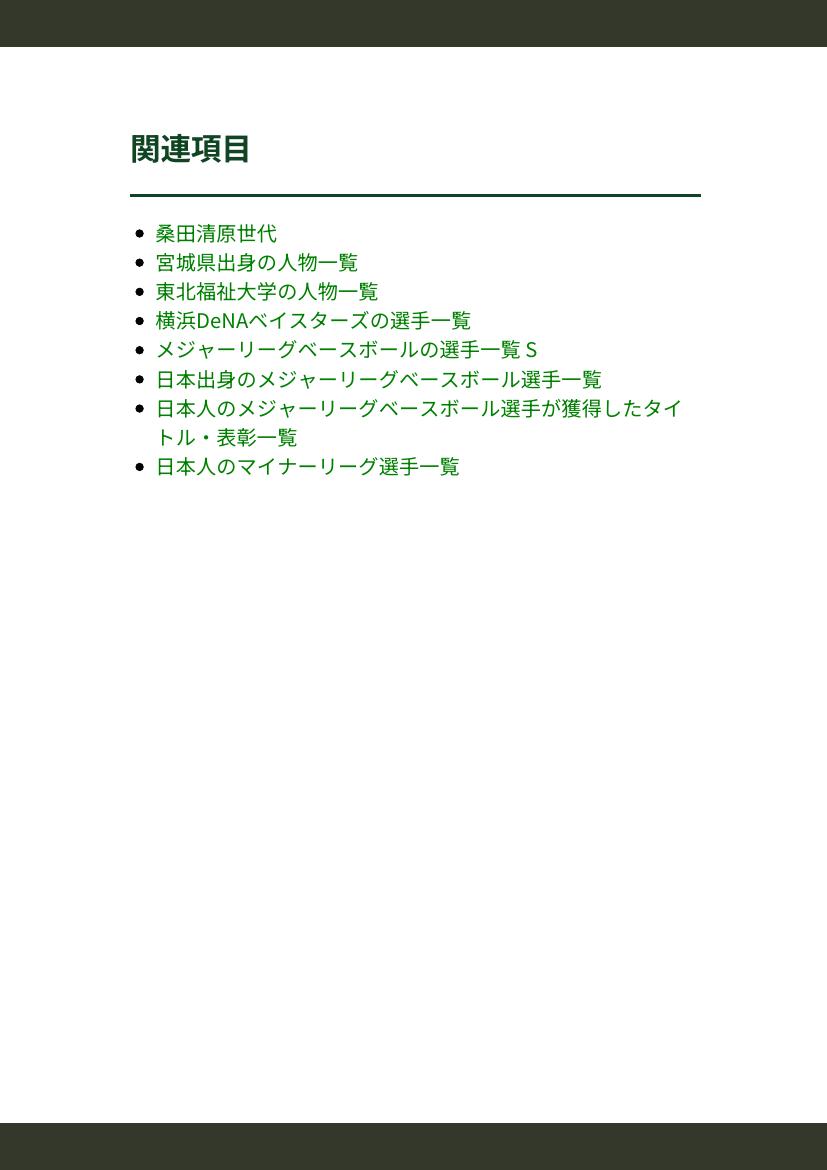 関連項目
桑田清原世代
宮城県出身の人物一覧
東北福祉大学の人物一覧
横浜DeNAベイスターズの選手一覧
メジャーリーグベースボールの選手一覧 S
日本出身のメジャーリーグベースボール選手一覧
日本人のメジャーリーグベースボール選手が獲得したタイ
トル・表彰一覧
日本人のマイナーリーグ選手一覧